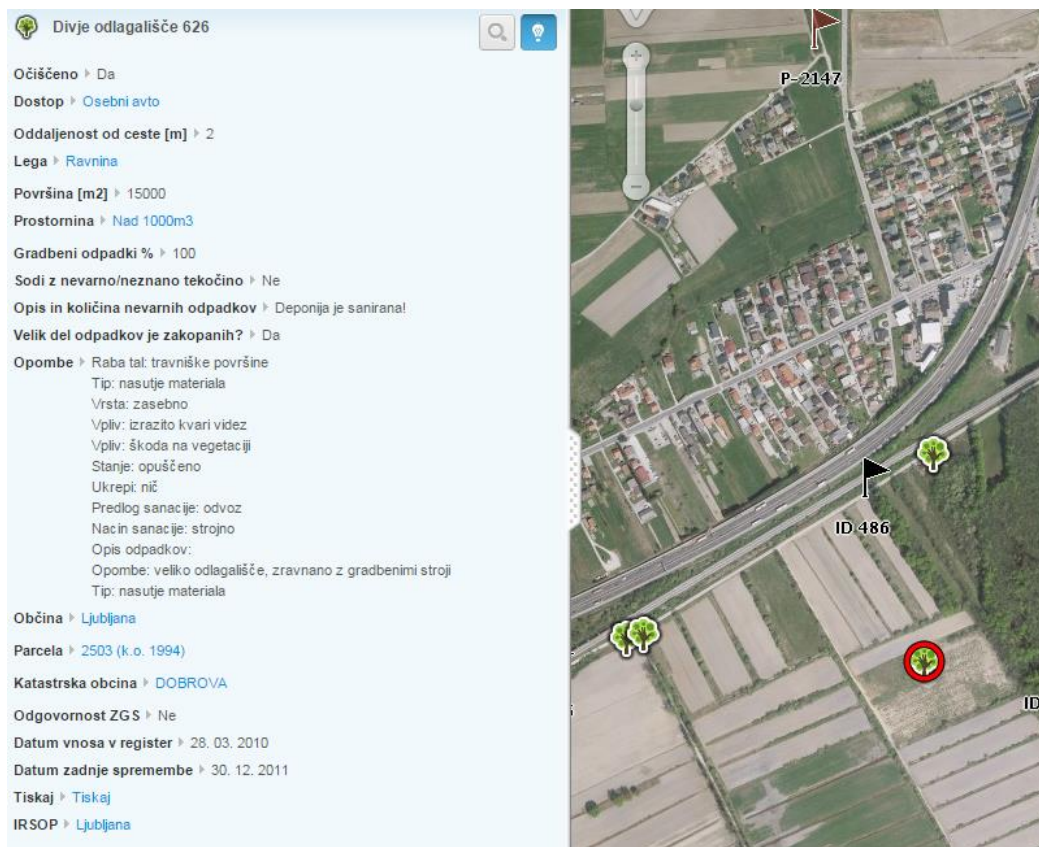 Divje odlagališče 626
Očiščeno Da
Dostop Osebni avto
Oddaljenost od ceste [m] 2
Lega Ravnina
Površina [m2] 15000
Prostornina Nad 1000m3
Gradbeni odpadki % 100
Sodi z nevarno/neznano tekočino Ne
Opis in količina nevarnih odpadkov Deponija je sanirana!
Velik del odpadkov je zakopanih? Da
Opombe Raba tal: travniške površine
Tip: nasutje materiala
Vrsta: zasebno
Vpliv: izrazito kvari videz
Vpliv: škoda na vegetaciji
Stanje: opuščeno
Ukrepi: nič
Predlog sanacije: odvoz
Nacin sanacije: strojno
Opis odpadkov:
Opombe: veliko odlagališče, zravnano z gradbenimi stroji
Tip: nasutje materiala
Občina Ljubljana
Parcela 2503 (k.o. 1994)
Katastrska obcina DOBROVA
Odgovornost ZGS Ne
Datum vnosa v register 28. 03. 2010
Datum zadnje spremembe 30. 12. 2011
Tiskaj Tiskaj
IRSOP Ljubljana
P-2147
ID 486
ID